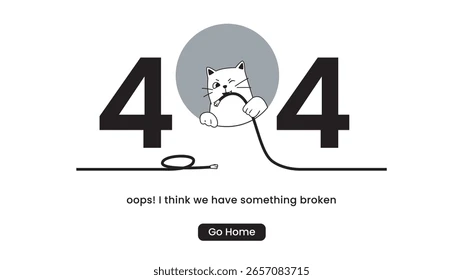 404
oops! I think we have something broken
Go Home
shutterstock.com · 2657083715